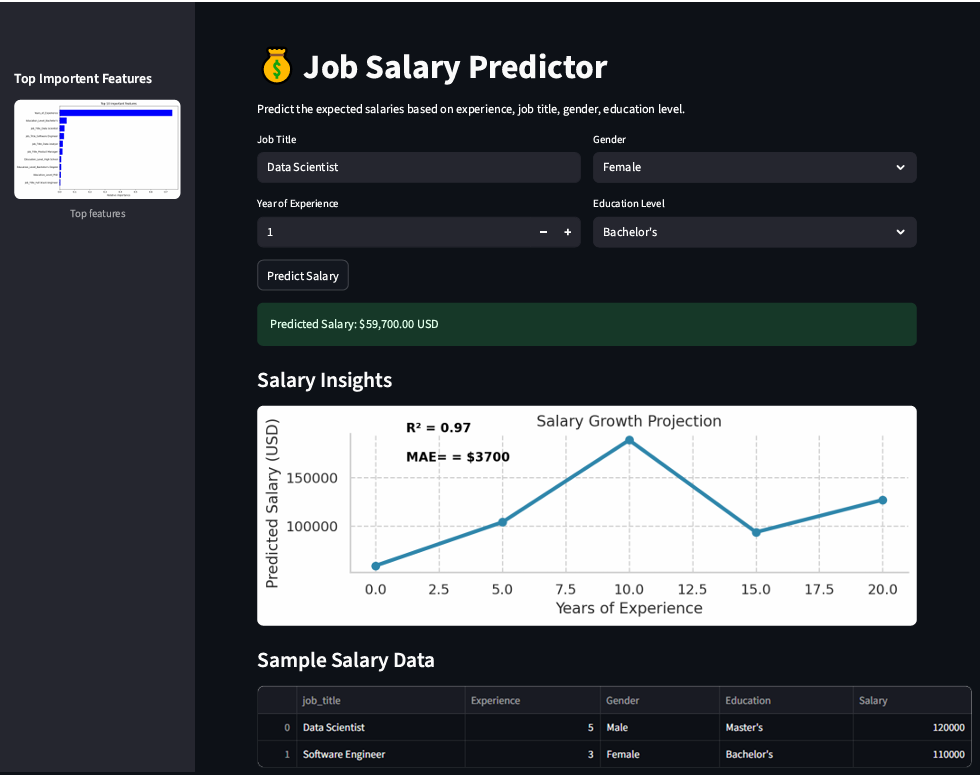 Top Importent Features
Top 10 Important Features
Top features
💰 Job Salary Predictor
Predict the expected salaries based on experience, job title, gender, education level.
Job Title
Gender
Data Scientist
Female
Year of Experience
Education Level
1
Bachelor's
Predict Salary
Predicted Salary: $59,700.00 USD
Salary Insights
Salary Growth Projection
R² = 0.97
MAE= = $3700
Predicted Salary (USD)
150000
100000
0.0 2.5 5.0 7.5 10.0 12.5 15.0 17.5 20.0
Years of Experience
Sample Salary Data
job_title Experience Gender Education Salary
0 Data Scientist 5 Male Master's 120000
1 Software Engineer 3 Female Bachelor's 110000